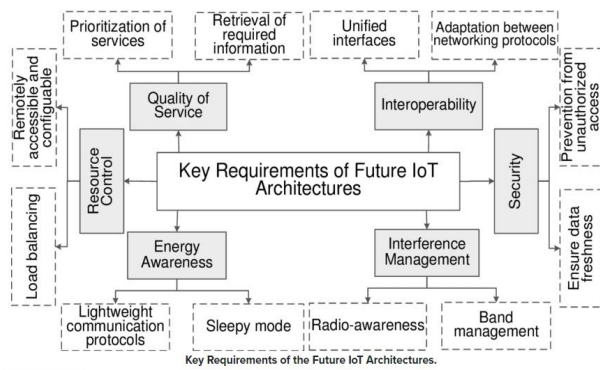 Prioritization of
services
Retrieval of
required
information
Unified
interfaces
Adaptation between
networking protocols
Remotely
accessible and
configuable
Quality of
Service
Interoperability
Prevention from
unauthorized
access
Resource
Control
Key Requirements of Future IoT
Architectures
Security
Load balancing
Energy
Awareness
Interference
Management
Ensure data
freshness
Lightweight
communication
protocols
Sleepy mode
Radio-awareness
Band
management
Key Requirements of the Future IoT Architectures.